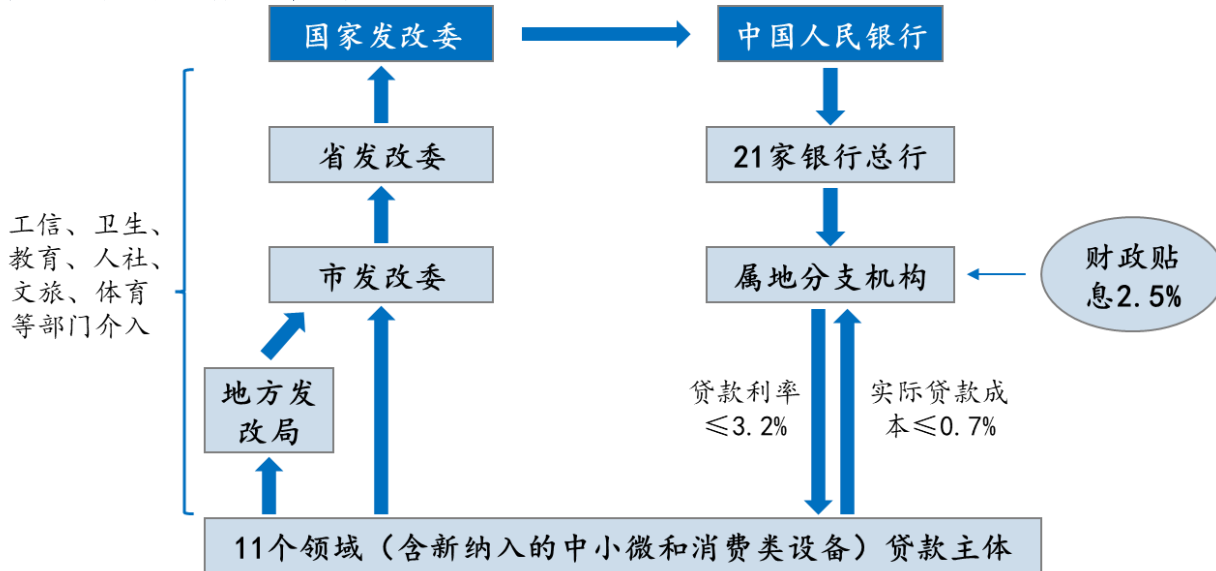 国家发改委
中国人民银行
省发改委
21家银行总行
工信、卫生、
教育、人社、
文旅、体育
等部门介入
市发改委
属地分支机构
财政贴
息2.5%
地方发
改局
贷款利率
≤3.2%
实际贷款成
本≤0.7%
11个领域（含新纳入的中小微和消费类设备）贷款主体